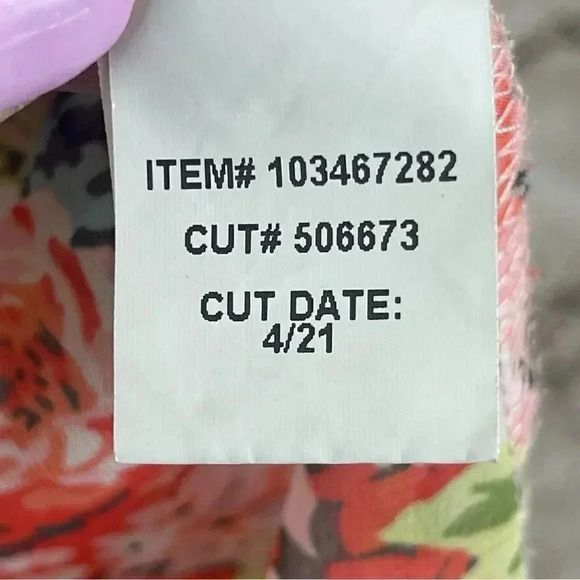 ITEM# 103467282
CUT# 506673
CUT DATE:
4/21